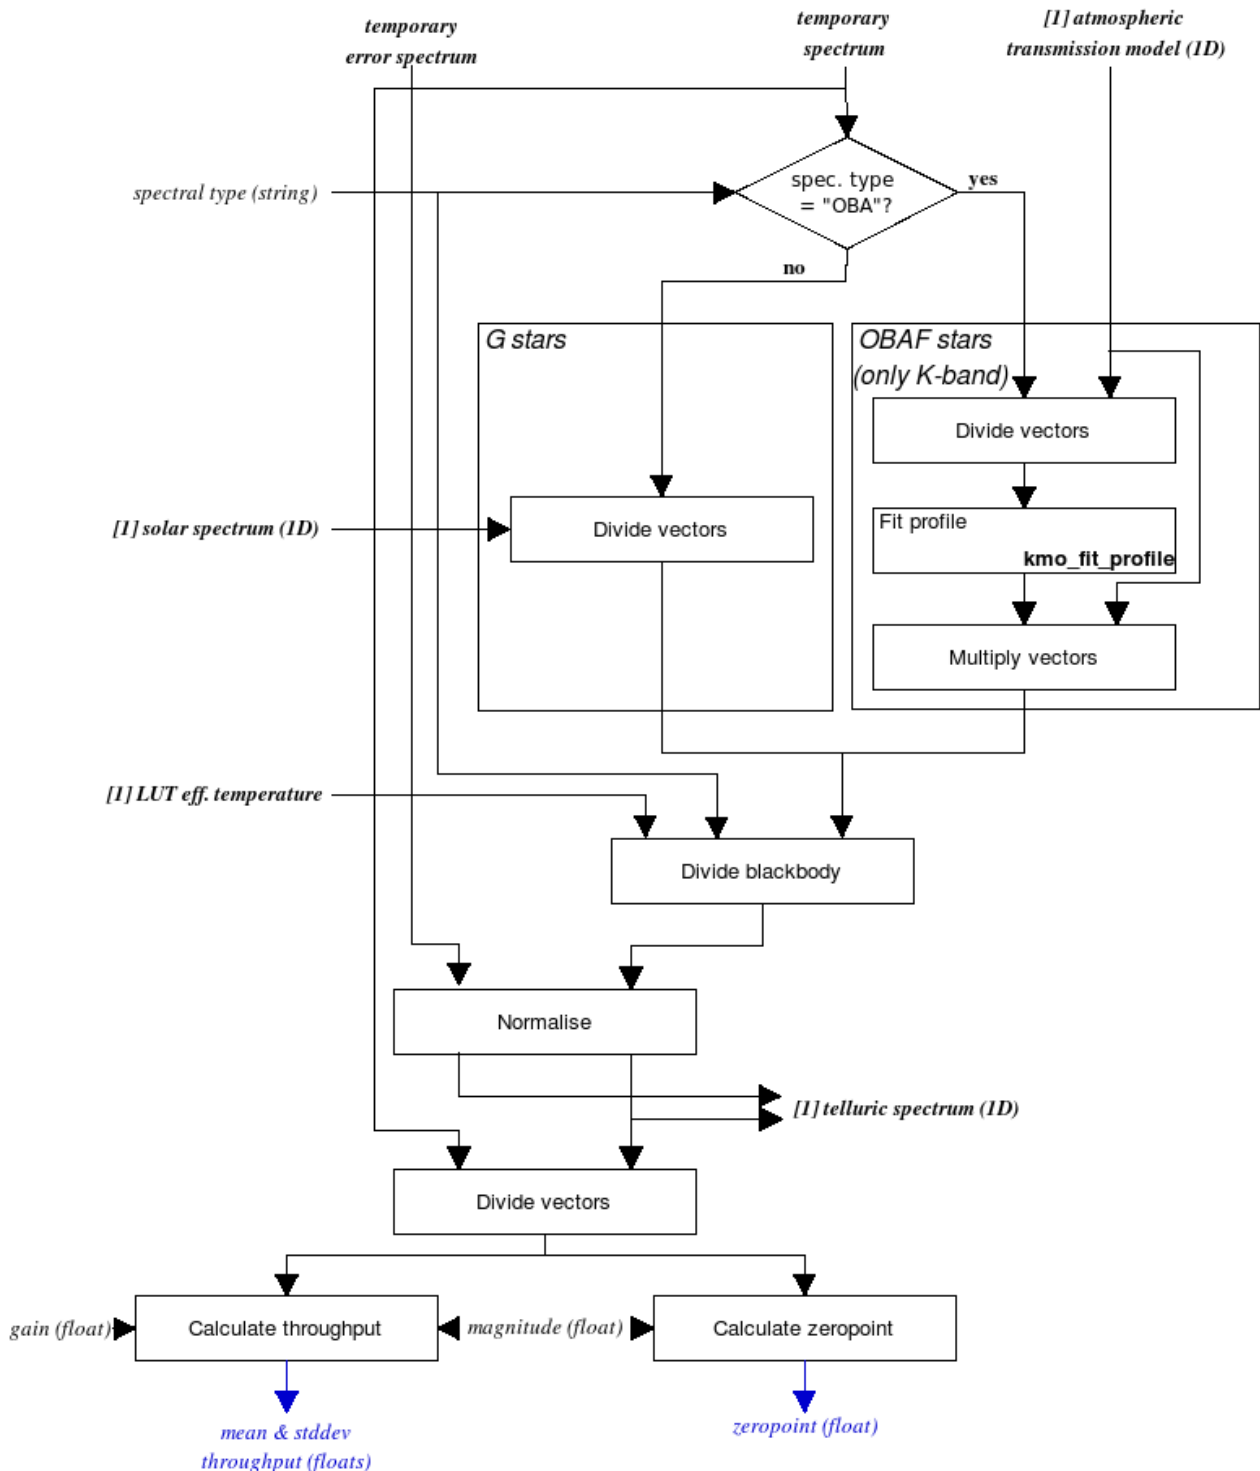 temporary
error spectrum
temporary
spectrum
[1] atmospheric
transmission model (1D)
spectral type (string)
spec. type
= "OBA"?
yes
no
G stars
OBAF stars
(only K-band)
Divide vectors
[1] solar spectrum (1D)
Divide vectors
Fit profile
kmo_fit_profile
Multiply vectors
[1] LUT eff. temperature
Divide blackbody
Normalise
[1] telluric spectrum (1D)
Divide vectors
gain (float)
Calculate throughput
magnitude (float)
Calculate zeropoint
mean & stddev
throughput (floats)
zeropoint (float)